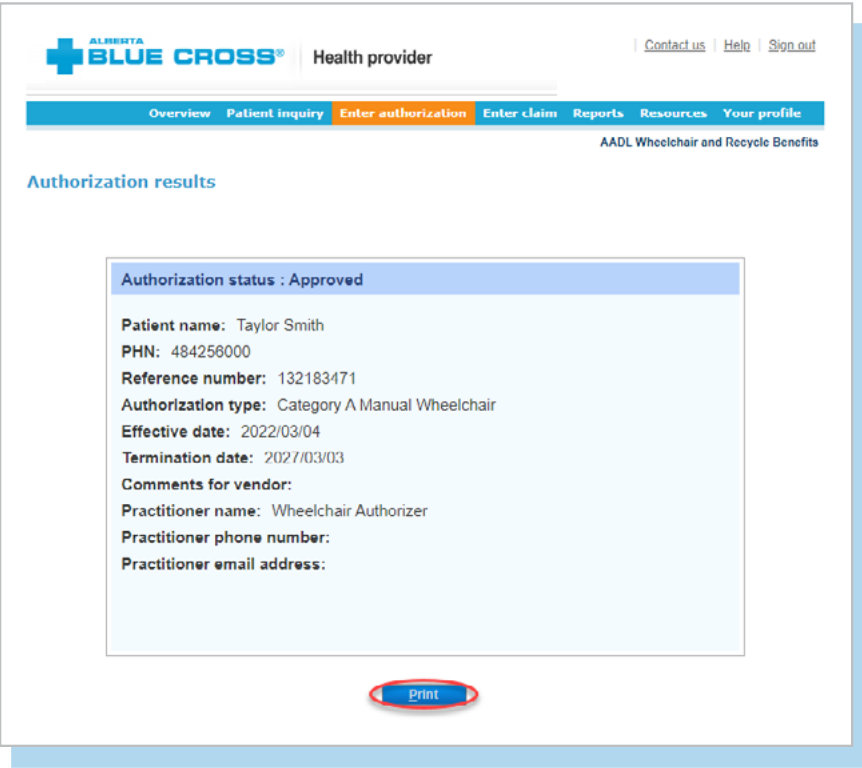 ALBERTA
BLUE CROSS® Health provider
Contact us | Help | Sign out
Overview Patient inquiry Enter authorization Enter claim Reports Resources Your profile
AADL Wheelchair and Recycle Benefits
Authorization results
Authorization status : Approved
Patient name: Taylor Smith
PHN: 484256000
Reference number: 132183471
Authorization type: Category A Manual Wheelchair
Effective date: 2022/03/04
Termination date: 2027/03/03
Comments for vendor:
Practitioner name: Wheelchair Authorizer
Practitioner phone number:
Practitioner email address:
Print